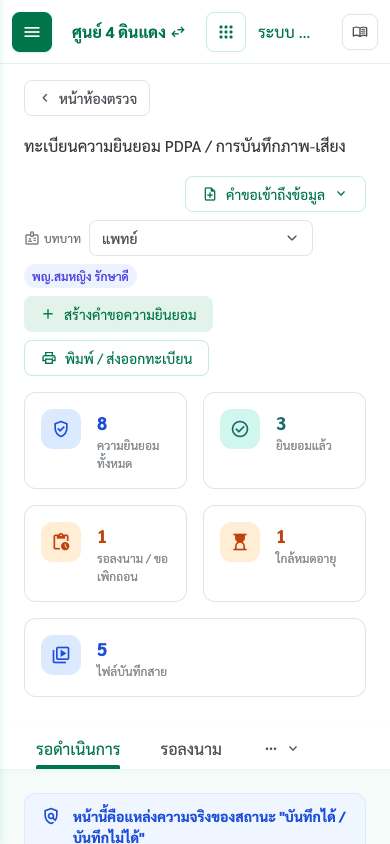 ศูนย์ 4 ดินแดง
ระบบ ...
หน้าห้องตรวจ
ทะเบียนความยินยอม PDPA / การบันทึกภาพ-เสียง
คำขอเข้าถึงข้อมูล
บทบาท
แพทย์
พญ.สมหญิง รักษาดี
สร้างคำขอความยินยอม
พิมพ์ / ส่งออกทะเบียน
8
ความยินยอม
ทั้งหมด
3
ยินยอมแล้ว
1
รอลงนาม / ขอ
เพิกถอน
1
ใกล้หมดอายุ
5
ไฟล์บันทึกสาย
รอดำเนินการ
รอลงนาม
...
หน้านี้คือแหล่งความจริงของสถานะ "บันทึกได้ /
บันทึกไม่ได้"